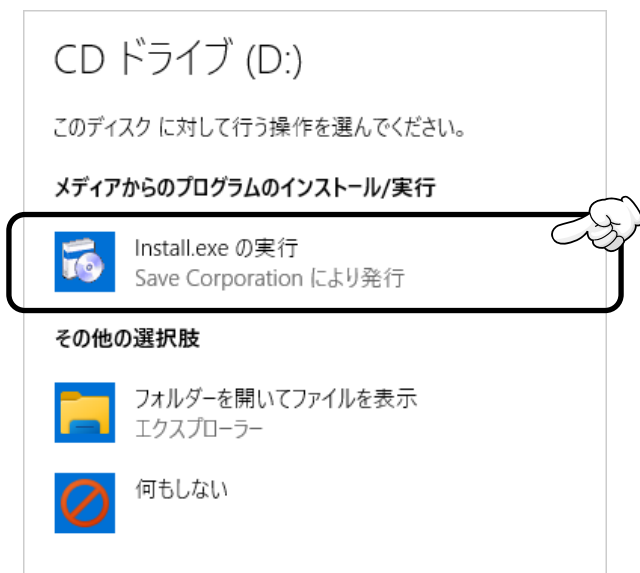 CD ドライブ (D:)
このディスク に対して行う操作を選んでください。
メディアからのプログラムのインストール/実行
Install.exe の実行
Save Corporation により発行
その他の選択肢
フォルダーを開いてファイルを表示
エクスプローラー
何もしない